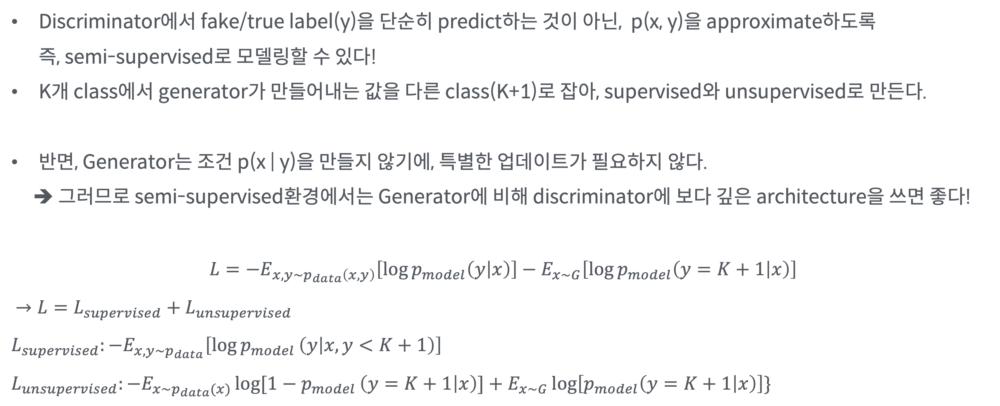 • Discriminator에서 fake/true label(y)을 단순히 predict하는 것이 아닌, p(x, y)을 approximate하도록
즉, semi-supervised로 모델링할 수 있다!
• K개 class에서 generator가 만들어내는 값을 다른 class(K+1)로 잡아, supervised와 unsupervised로 만든다.
• 반면, Generator는 조건 p(x | y)을 만들지 않기에, 특별한 업데이트가 필요하지 않다.
➔ 그러므로 semi-supervised환경에서는 Generator에 비해 discriminator에 보다 깊은 architecture을 쓰면 좋다!
L = −E_{x,y~p_{data}(x,y)}[log p_{model}(y|x)] − E_{x~G}[log p_{model}(y = K + 1|x)]
→ L = L_{supervised} + L_{unsupervised}
L_{supervised}: −E_{x,y~p_{data}}[log p_{model} (y|x, y < K + 1)]
L_{unsupervised}: −E_{x~p_{data}(x)} log[1 − p_{model} (y = K + 1|x)] + E_{x~G} log[p_{model}(y = K + 1|x)]}